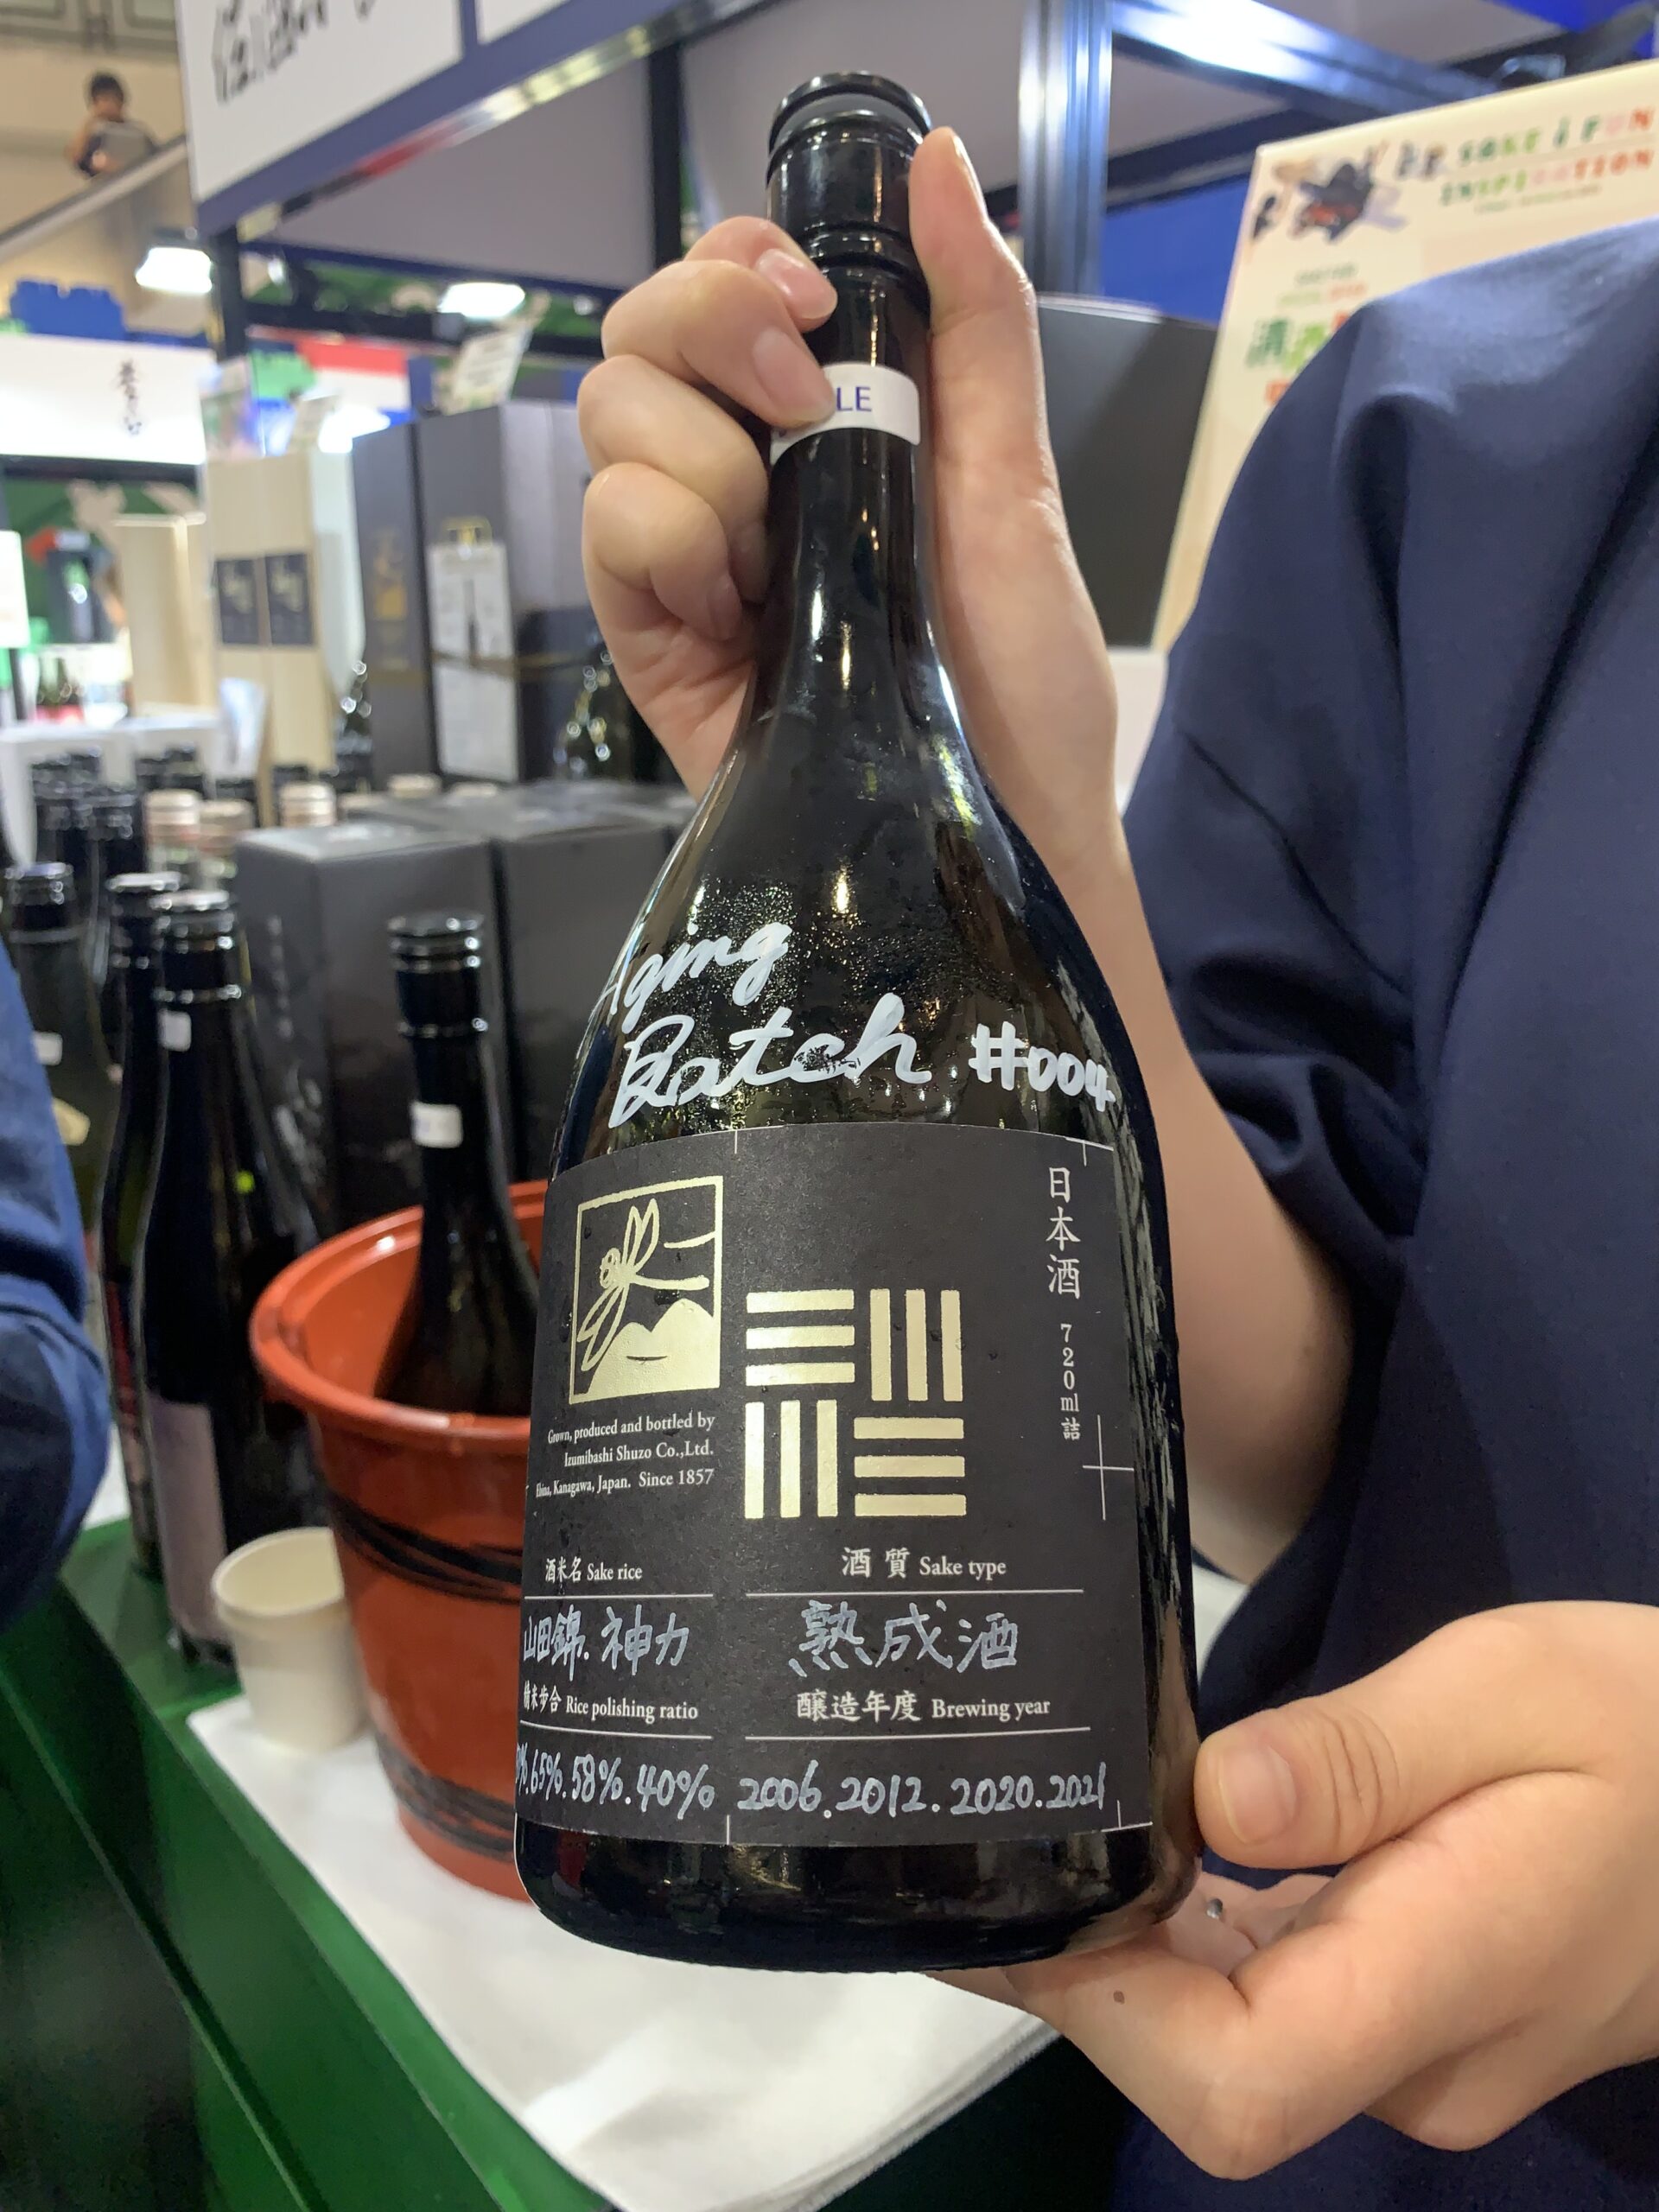 SAKE
FUN
INSPIRATION
Aging
Batch #004
日本酒 720ml詰
Grown, produced and bottled by
Izumibashi Shuzo Co.,Ltd.
Ebina, Kanagawa, Japan. Since 1857
酒米名 Sake rice
山田錦.神力
精米歩合 Rice polishing ratio
65%.58%.40%
酒質 Sake type
熟成酒
醸造年度 Brewing year
2006.2012.2020.2021